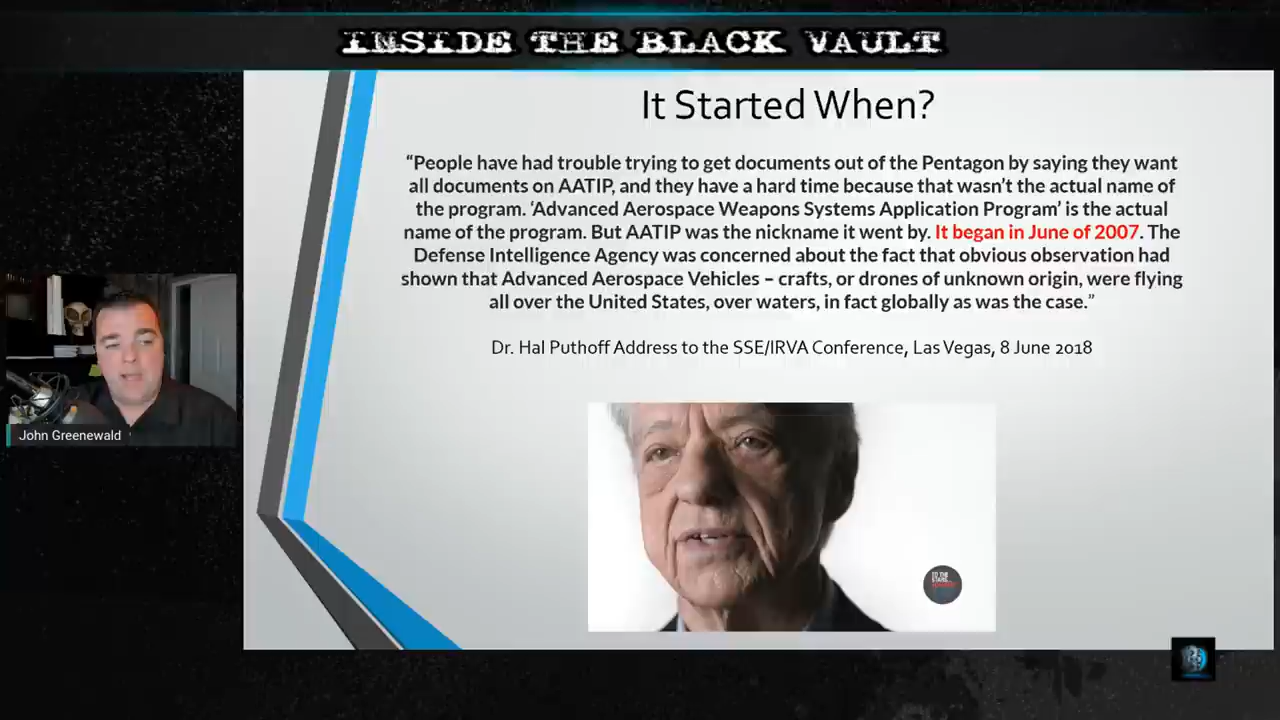 INSIDE THE BLACK VAULT
It Started When?
“People have had trouble trying to get documents out of the Pentagon by saying they want
all documents on AATIP, and they have a hard time because that wasn’t the actual name of
the program. ‘Advanced Aerospace Weapons Systems Application Program’ is the actual
name of the program. But AATIP was the nickname it went by. It began in June of 2007. The
Defense Intelligence Agency was concerned about the fact that obvious observation had
shown that Advanced Aerospace Vehicles – crafts, or drones of unknown origin, were flying
all over the United States, over waters, in fact globally as was the case.”
Dr. Hal Puthoff Address to the SSE/IRVA Conference, Las Vegas, 8 June 2018
John Greenewald
TO THE
STARS